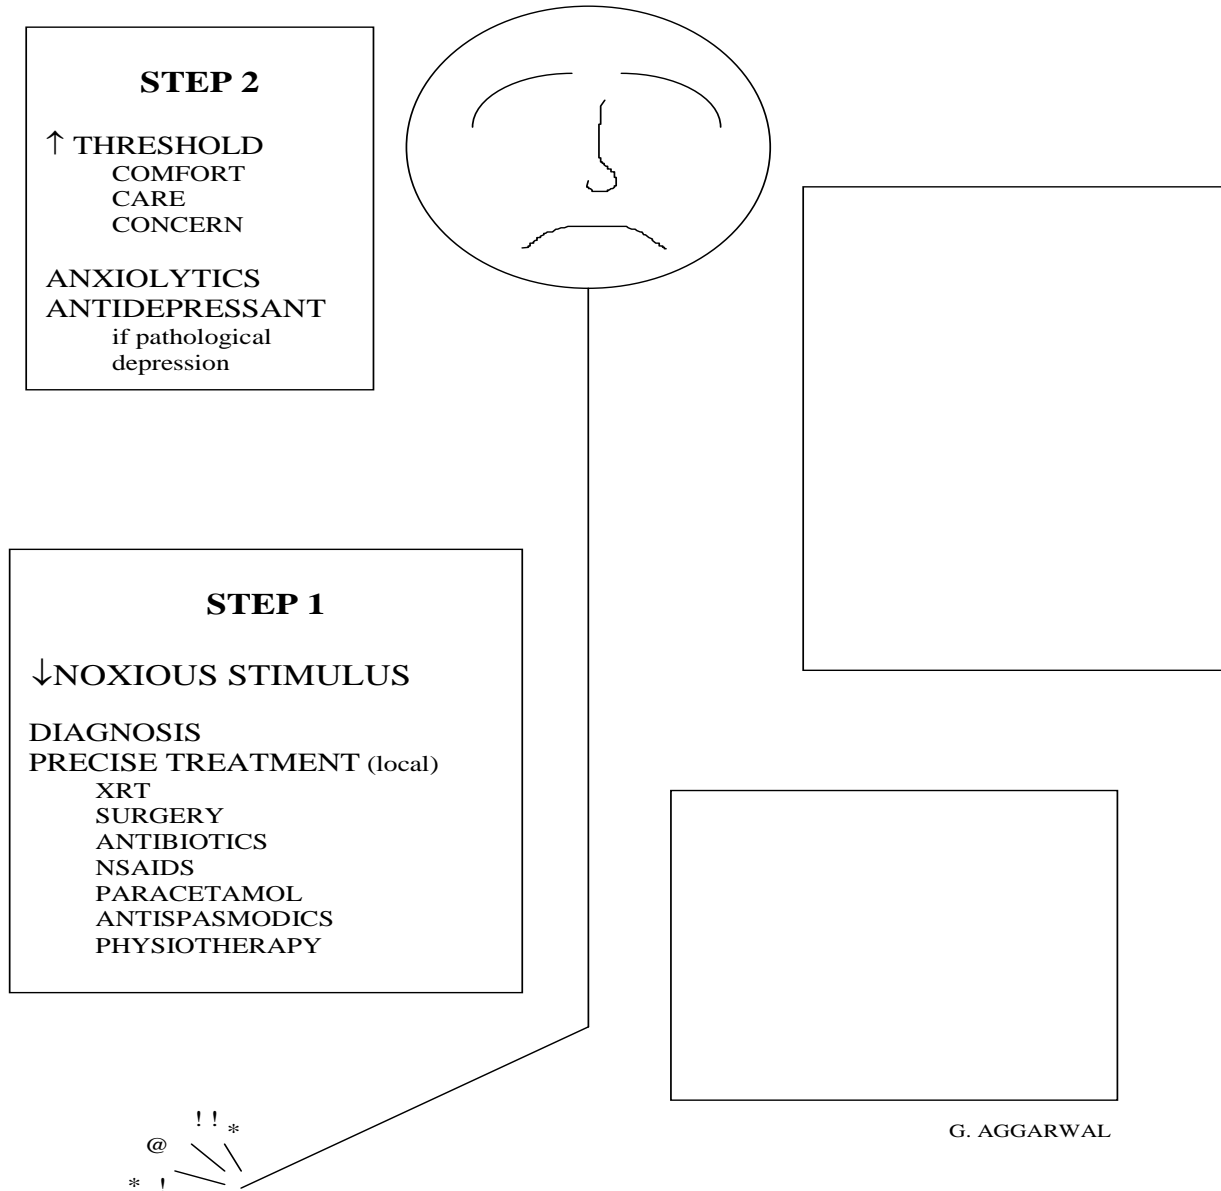 STEP 2
↑ THRESHOLD
COMFORT
CARE
CONCERN
ANXIOLYTICS
ANTIDEPRESSANT
if pathological
depression
STEP 1
↓NOXIOUS STIMULUS
DIAGNOSIS
PRECISE TREATMENT (local)
XRT
SURGERY
ANTIBIOTICS
NSAIDS
PARACETAMOL
ANTISPASMODICS
PHYSIOTHERAPY
! ! *
@
* !
G. AGGARWAL